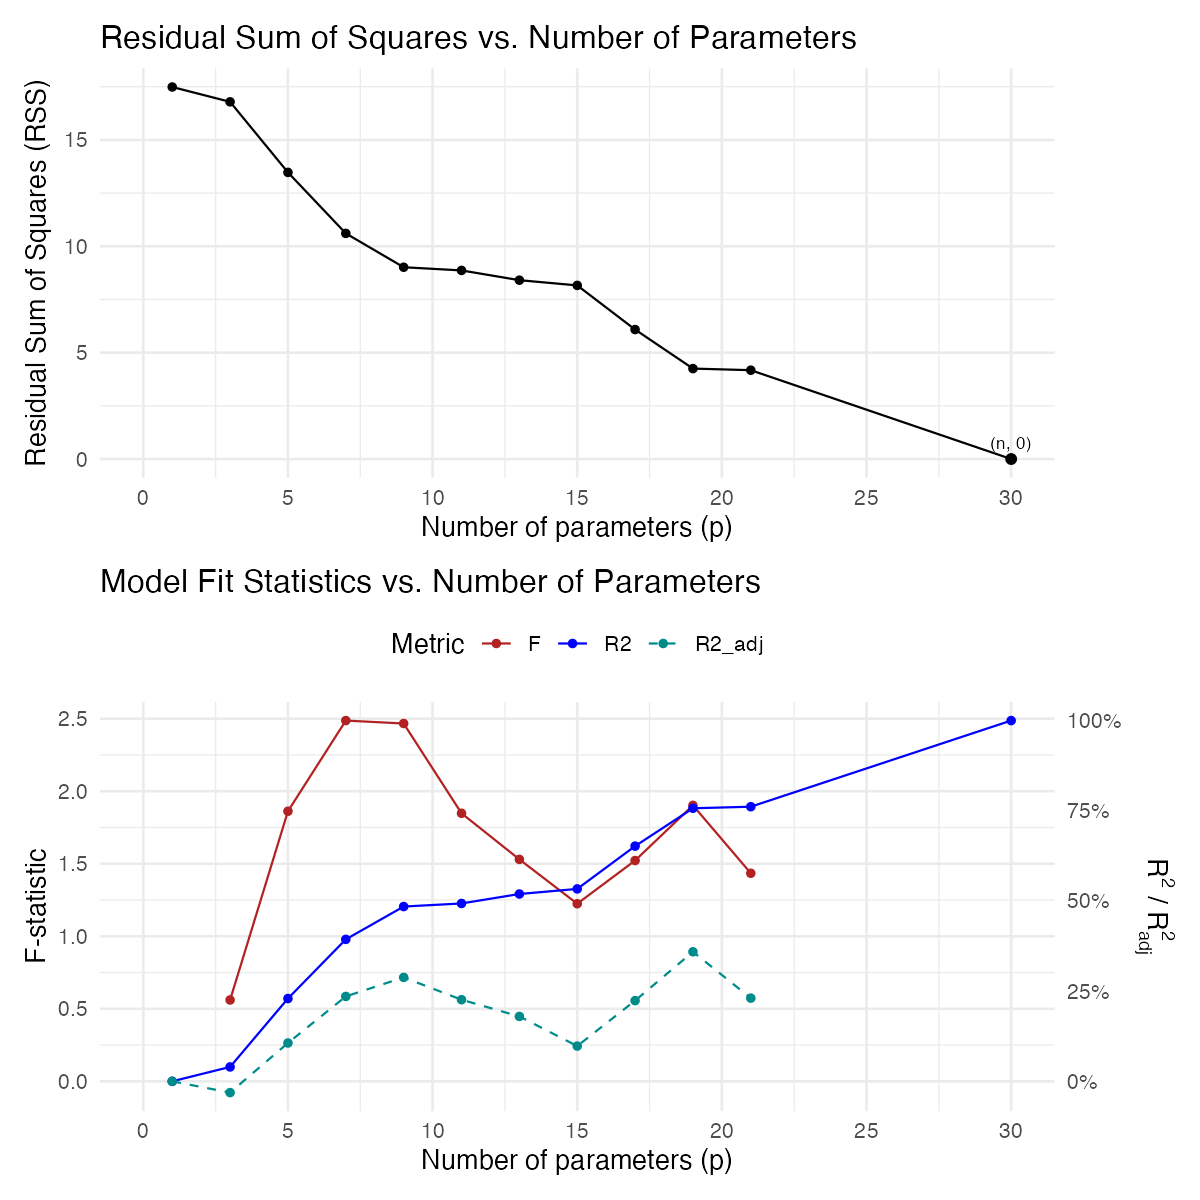 Residual Sum of Squares vs. Number of Parameters
Residual Sum of Squares (RSS)
15
10
5
0
(n, 0)
0 5 10 15 20 25 30
Number of parameters (p)
Model Fit Statistics vs. Number of Parameters
Metric F R2 R2_adj
F-statistic
2.5
2.0
1.5
1.0
0.5
0.0
100%
75%
50%
25%
0%
R² / R²adj
0 5 10 15 20 25 30
Number of parameters (p)